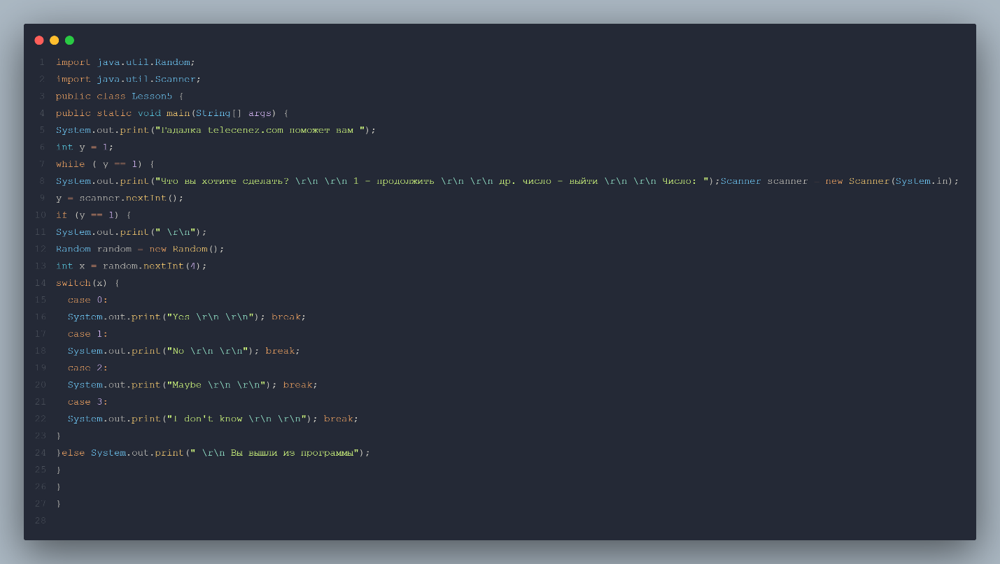 1 import java.util.Random;
2 import java.util.Scanner;
3 public class Lesson5 {
4 public static void main(String[] args) {
5 System.out.print("Гадалка telecenez.com поможет вам ");
6 int y = 1;
7 while ( y == 1) {
8 System.out.print("Что вы хотите сделать? \r\n \r\n 1 - продолжить \r\n \r\n др. число - выйти \r\n \r\n Число: ");Scanner scanner = new Scanner(System.in);
9 y = scanner.nextInt();
10 if (y == 1) {
11 System.out.print(" \r\n");
12 Random random = new Random();
13 int x = random.nextInt(4);
14 switch(x) {
15   case 0:
16   System.out.print("Yes \r\n \r\n"); break;
17   case 1:
18   System.out.print("No \r\n \r\n"); break;
19   case 2:
20   System.out.print("Maybe \r\n \r\n"); break;
21   case 3:
22   System.out.print("I don't know \r\n \r\n"); break;
23 }
24 }else System.out.print(" \r\n Вы вышли из программы");
25 }
26 }
27 }
28